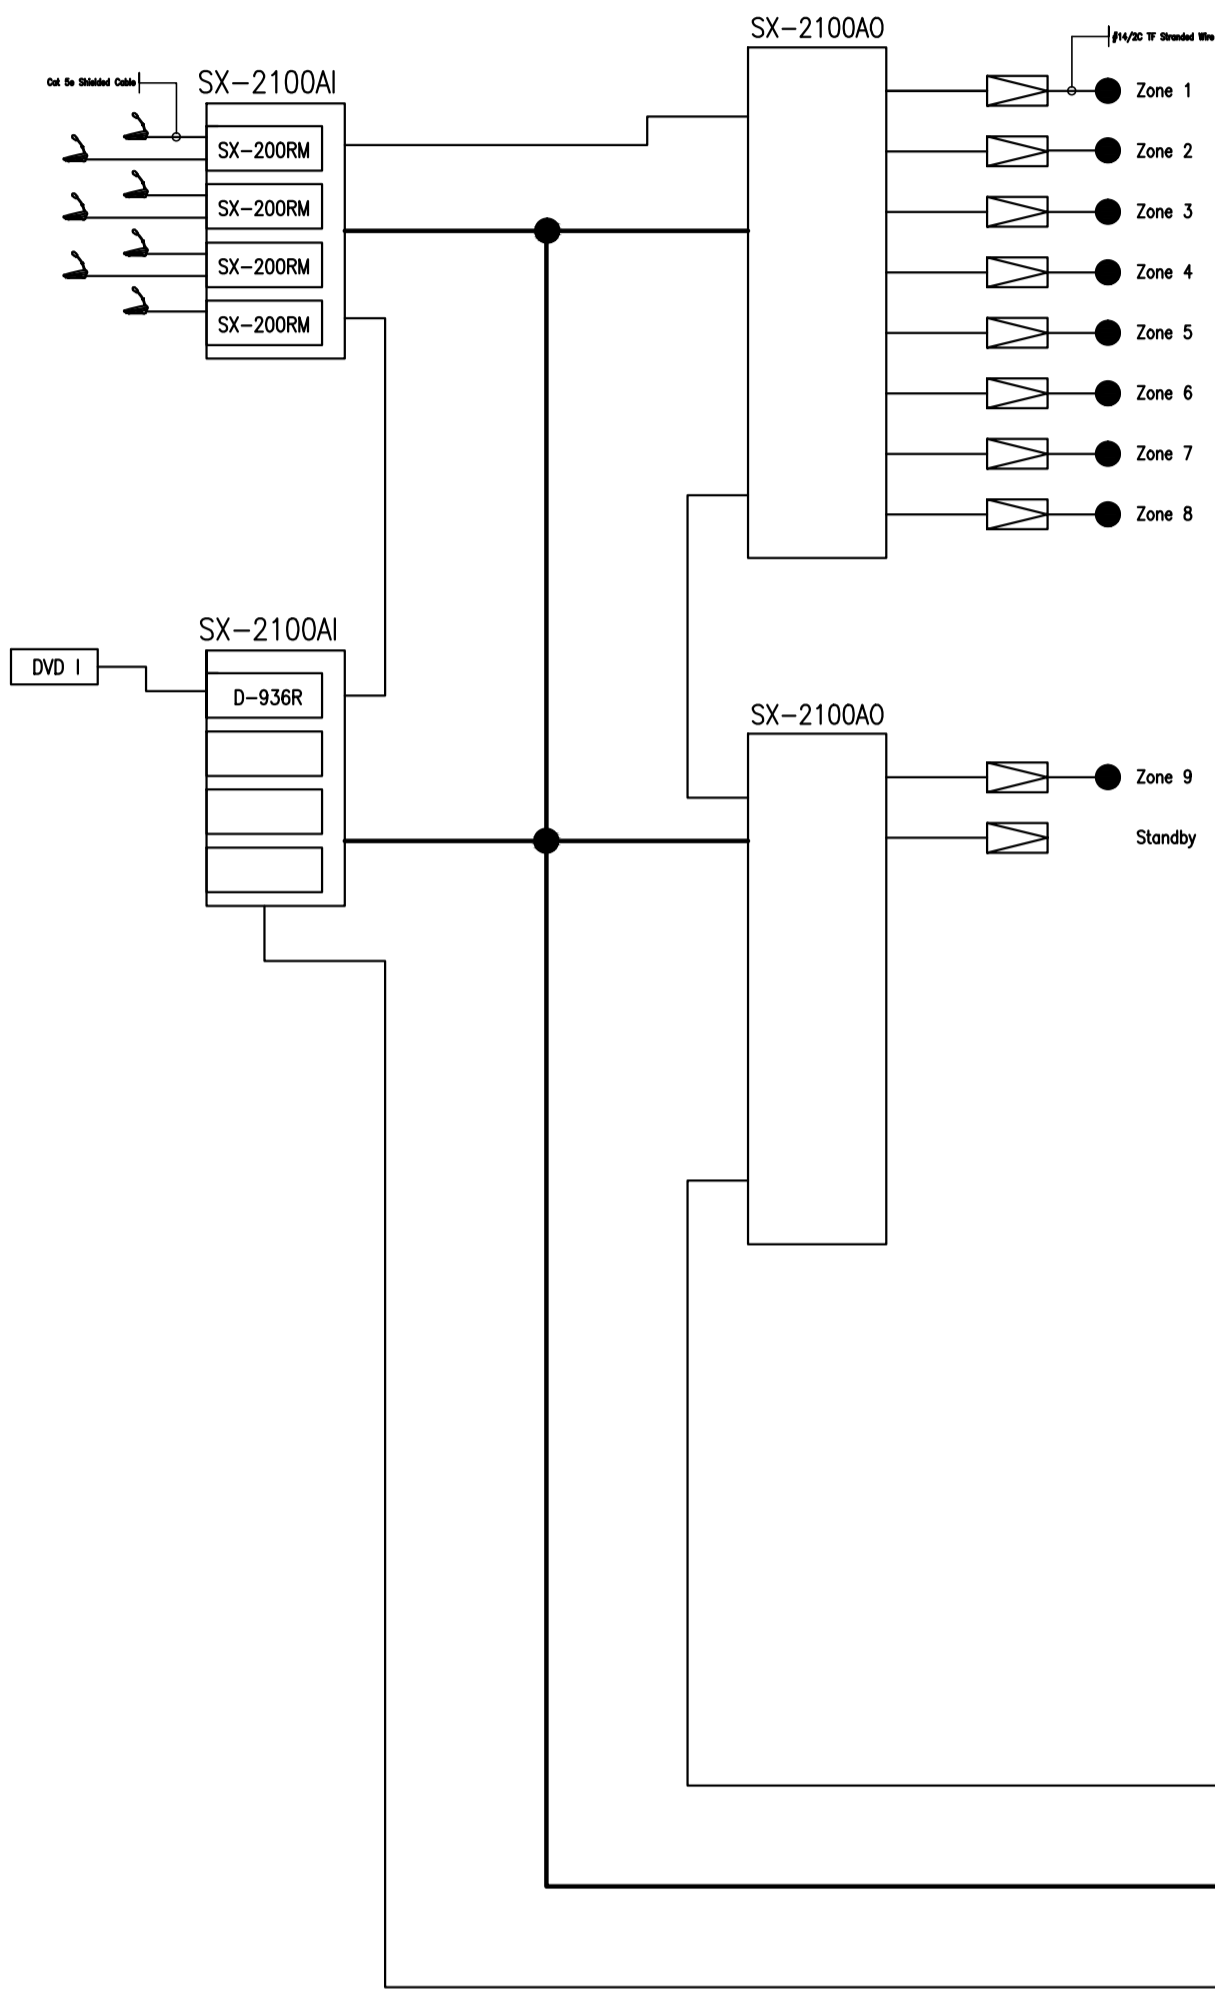 SX-2100AO
#14/2C TF Stranded Wire
Cat 5e Shielded Cable
SX-2100AI
Zone 1
SX-200RM
Zone 2
SX-200RM
Zone 3
SX-200RM
Zone 4
SX-200RM
Zone 5
Zone 6
Zone 7
Zone 8
SX-2100AI
DVD I
D-936R
SX-2100AO
Zone 9
Standby